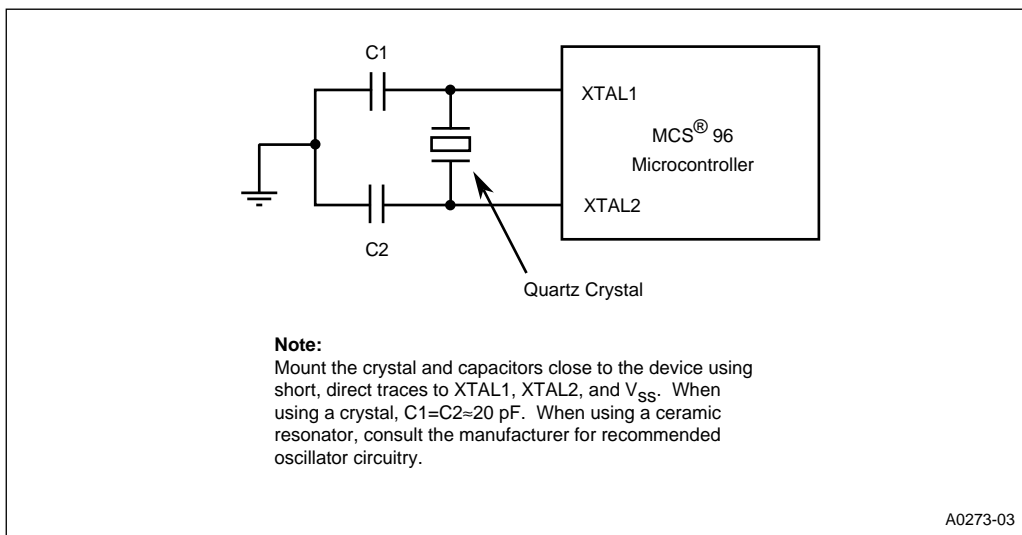 C1
XTAL1
MCS® 96
Microcontroller
XTAL2
C2
Quartz Crystal
Note:
Mount the crystal and capacitors close to the device using
short, direct traces to XTAL1, XTAL2, and VSS. When
using a crystal, C1=C2≈20 pF. When using a ceramic
resonator, consult the manufacturer for recommended
oscillator circuitry.
A0273-03